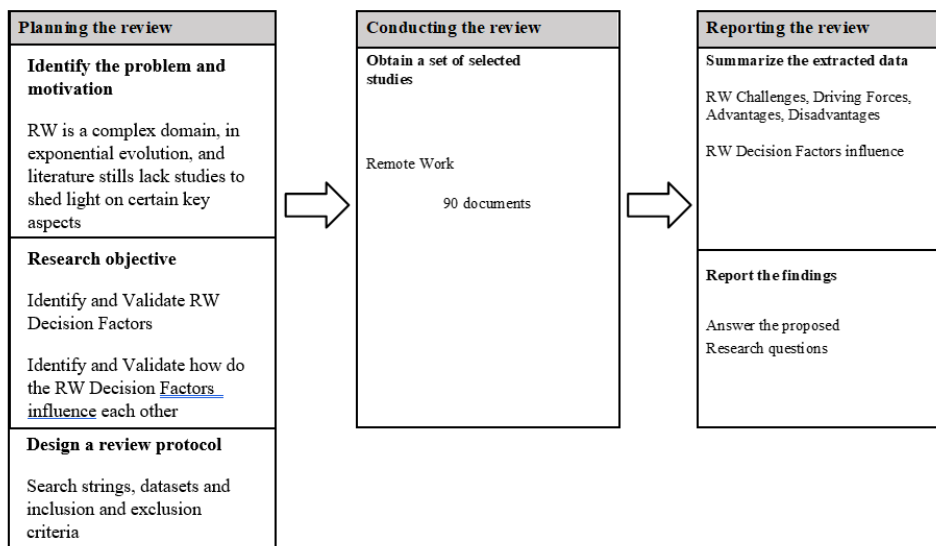 Planning the review
Identify the problem and
motivation
RW is a complex domain, in
exponential evolution, and
literature stills lack studies to
shed light on certain key
aspects
Research objective
Identify and Validate RW
Decision Factors
Identify and Validate how do
the RW Decision Factors
influence each other
Design a review protocol
Search strings, datasets and
inclusion and exclusion
criteria
Conducting the review
Obtain a set of selected
studies
Remote Work
90 documents
Reporting the review
Summarize the extracted data
RW Challenges, Driving Forces,
Advantages, Disadvantages
RW Decision Factors influence
Report the findings
Answer the proposed
Research questions